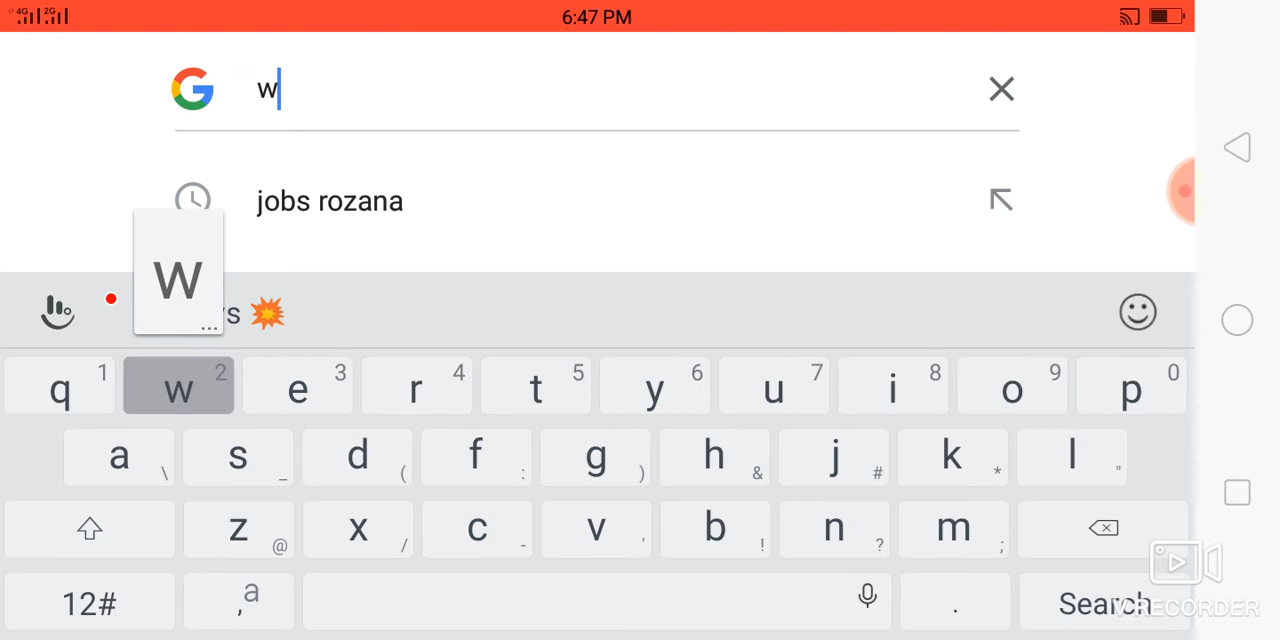 4G 2G 6:47 PM
w
jobs rozana
w
...
s 💥
q 1 w 2 e 3 r 4 t 5 y 6 u 7 i 8 o 9 p 0
a \ s _ d ( f : g ) h & j # k * l "
z @ x / c - v ' b ! n ? m ;
12# , a . Search
V RECORDER